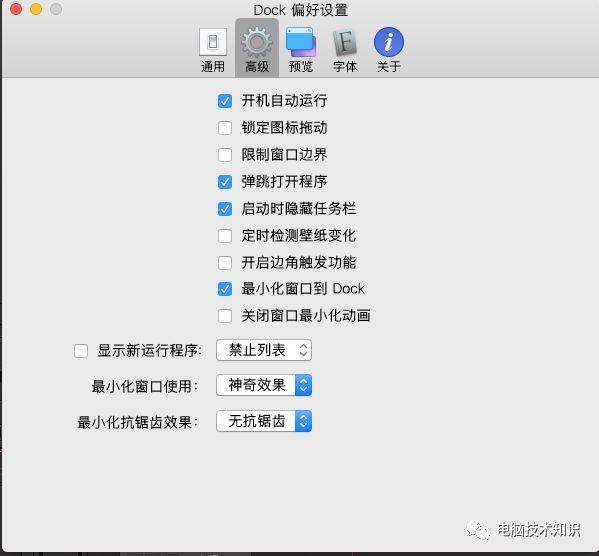 Dock 偏好设置
通用 高级 预览 字体 关于
开机自动运行
锁定图标拖动
限制窗口边界
弹跳打开程序
启动时隐藏任务栏
定时检测壁纸变化
开启边角触发功能
最小化窗口到 Dock
关闭窗口最小化动画
显示新运行程序: 禁止列表
最小化窗口使用: 神奇效果
最小化抗锯齿效果: 无抗锯齿
电脑技术知识